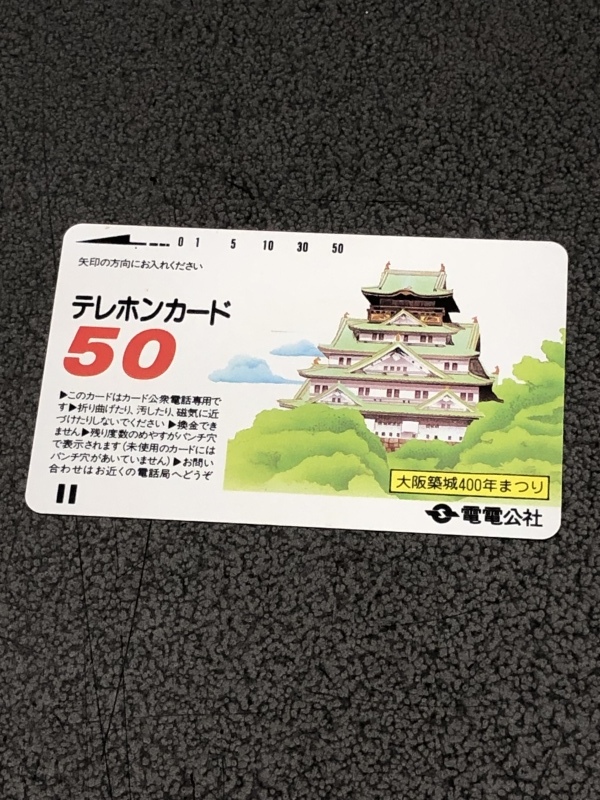 0 1 5 10 30 50
矢印の方向にお入れください
テレホンカード
50
▶このカードはカード公衆電話専用で
す▶折り曲げたり、汚したり、磁気に近
づけたりしないでください▶換金でき
ません▶残り度数のめやすがパンチ穴
で表示されます(未使用のカードには
パンチ穴があいていません)▶お問い
合わせはお近くの電話局へどうぞ
大阪築城400年まつり
電電公社